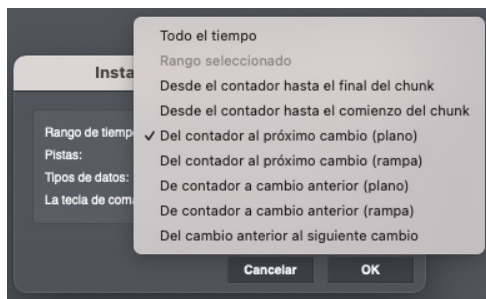 Todo el tiempo
Rango seleccionado
Desde el contador hasta el final del chunk
Desde el contador hasta el comienzo del chunk
✓ Del contador al próximo cambio (plano)
Del contador al próximo cambio (rampa)
De contador a cambio anterior (plano)
De contador a cambio anterior (rampa)
Del cambio anterior al siguiente cambio
Insta
Rango de tiemp
Pistas:
Tipos de datos:
La tecla de com
Cancelar
OK